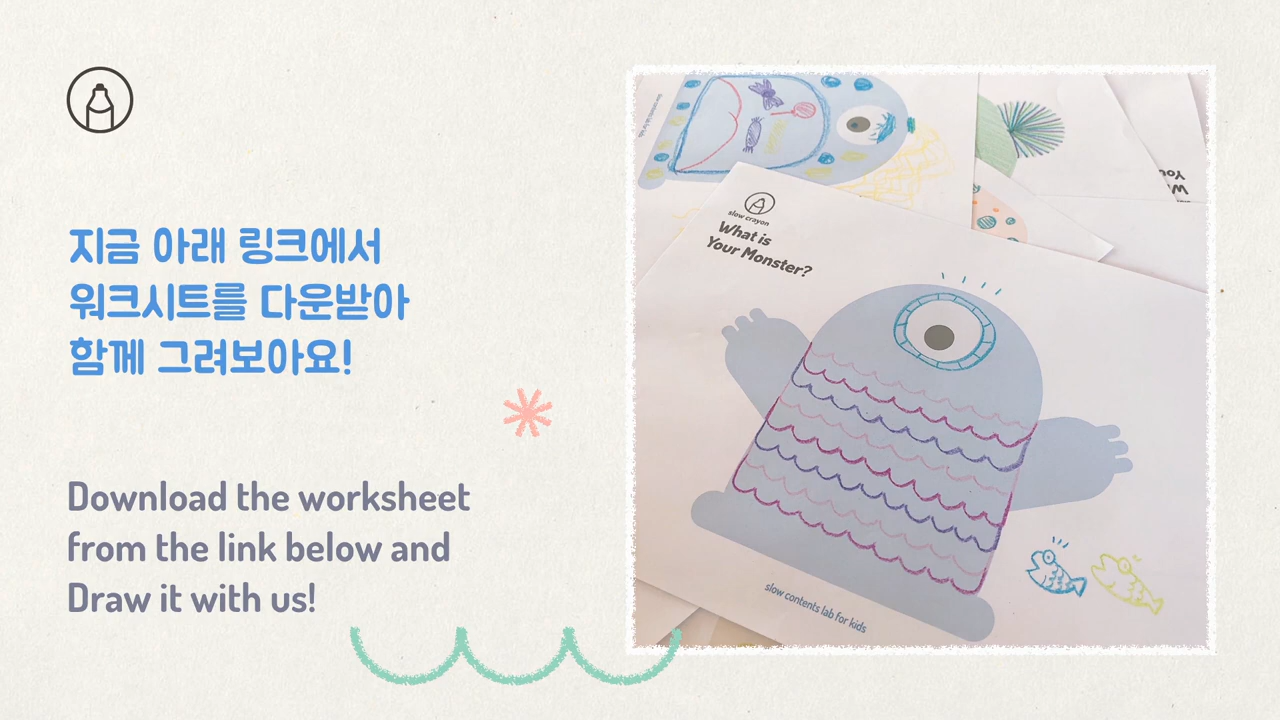 지금 아래 링크에서
워크시트를 다운받아
함께 그려보아요!
Download the worksheet
from the link below and
Draw it with us!
slow crayon
What is
Your Monster?
slow contents lab for kids